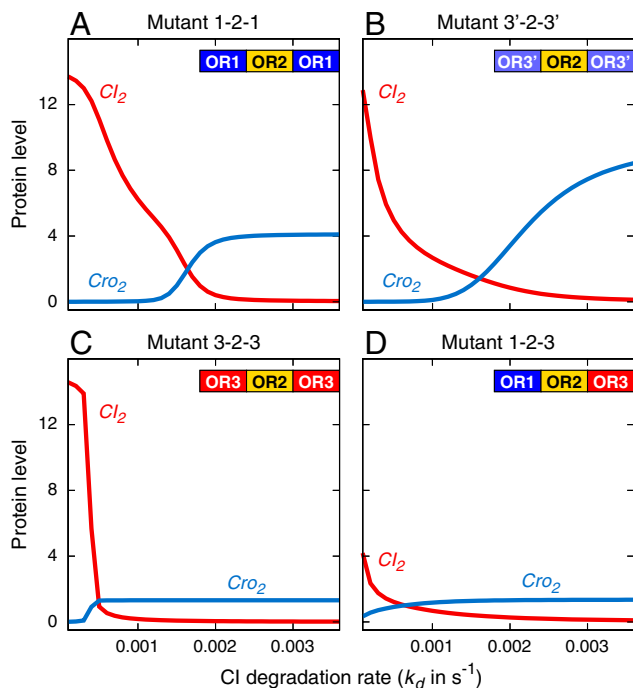 A Mutant 1-2-1
OR1 OR2 OR1
CI₂
Cro₂
12
8
4
0
Protein level
B Mutant 3'-2-3'
OR3' OR2 OR3'
CI₂
Cro₂
C Mutant 3-2-3
OR3 OR2 OR3
CI₂
Cro₂
12
8
4
0
Protein level
0.001 0.002 0.003
D Mutant 1-2-3
OR1 OR2 OR3
CI₂
Cro₂
0.001 0.002 0.003
CI degradation rate (k_d in s⁻¹)